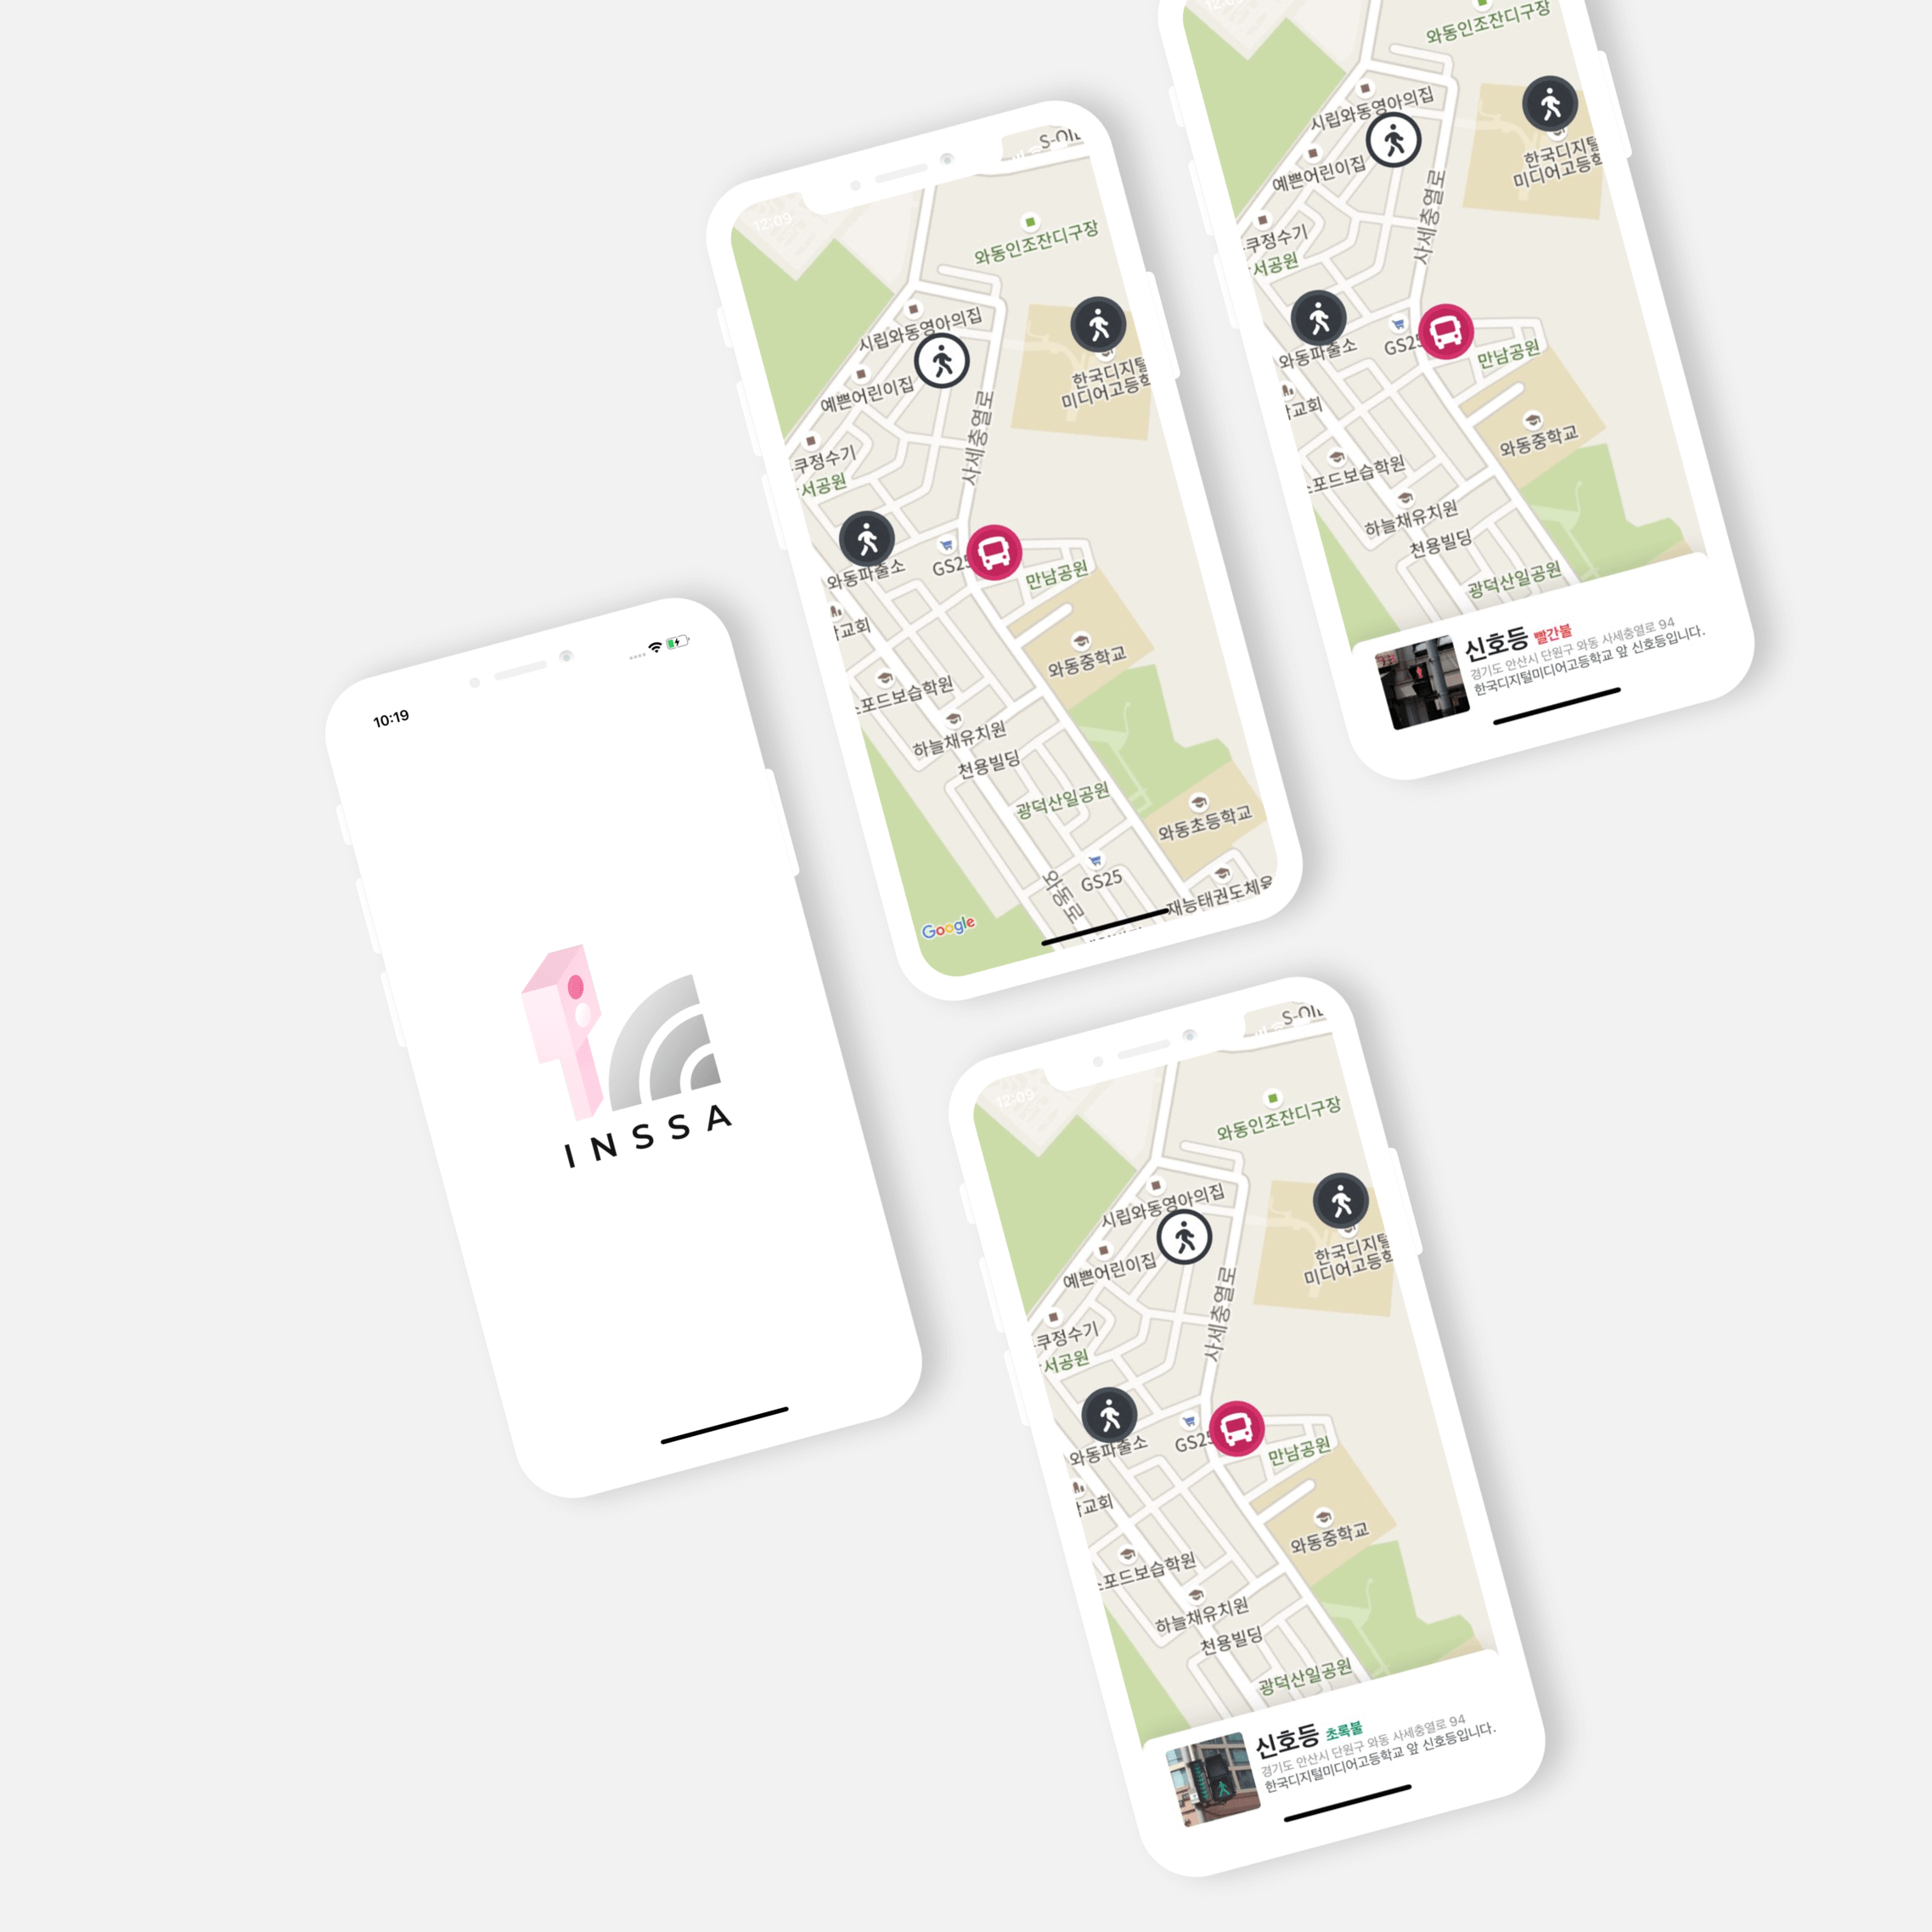 10:19
INSSA
12:09
S-OIL
와동인조잔디구장
시립와동영아의집
예쁜어린이집
한국디지털
미디어고등학
사세충열로
쿠정수기
서공원
와동파출소
GS25
만남공원
교회
와동중학교
포드보습학원
하늘채유치원
천용빌딩
광덕산일공원
와동초등학교
GS25
와동로
재능태권도체육
Google
12:09
와동인조잔디구장
시립와동영아의집
예쁜어린이집
한국디지털
미디어고등학
사세충열로
쿠정수기
서공원
와동파출소
GS25
만남공원
교회
와동중학교
포드보습학원
하늘채유치원
천용빌딩
광덕산일공원
신호등 빨간불
경기도 안산시 단원구 와동 사세충열로 94
한국디지털미디어고등학교 앞 신호등입니다.
12:09
S-OIL
와동인조잔디구장
시립와동영아의집
예쁜어린이집
한국디지털
미디어고등학
사세충열로
쿠정수기
서공원
와동파출소
GS25
만남공원
교회
와동중학교
포드보습학원
하늘채유치원
천용빌딩
광덕산일공원
신호등 초록불
경기도 안산시 단원구 와동 사세충열로 94
한국디지털미디어고등학교 앞 신호등입니다.